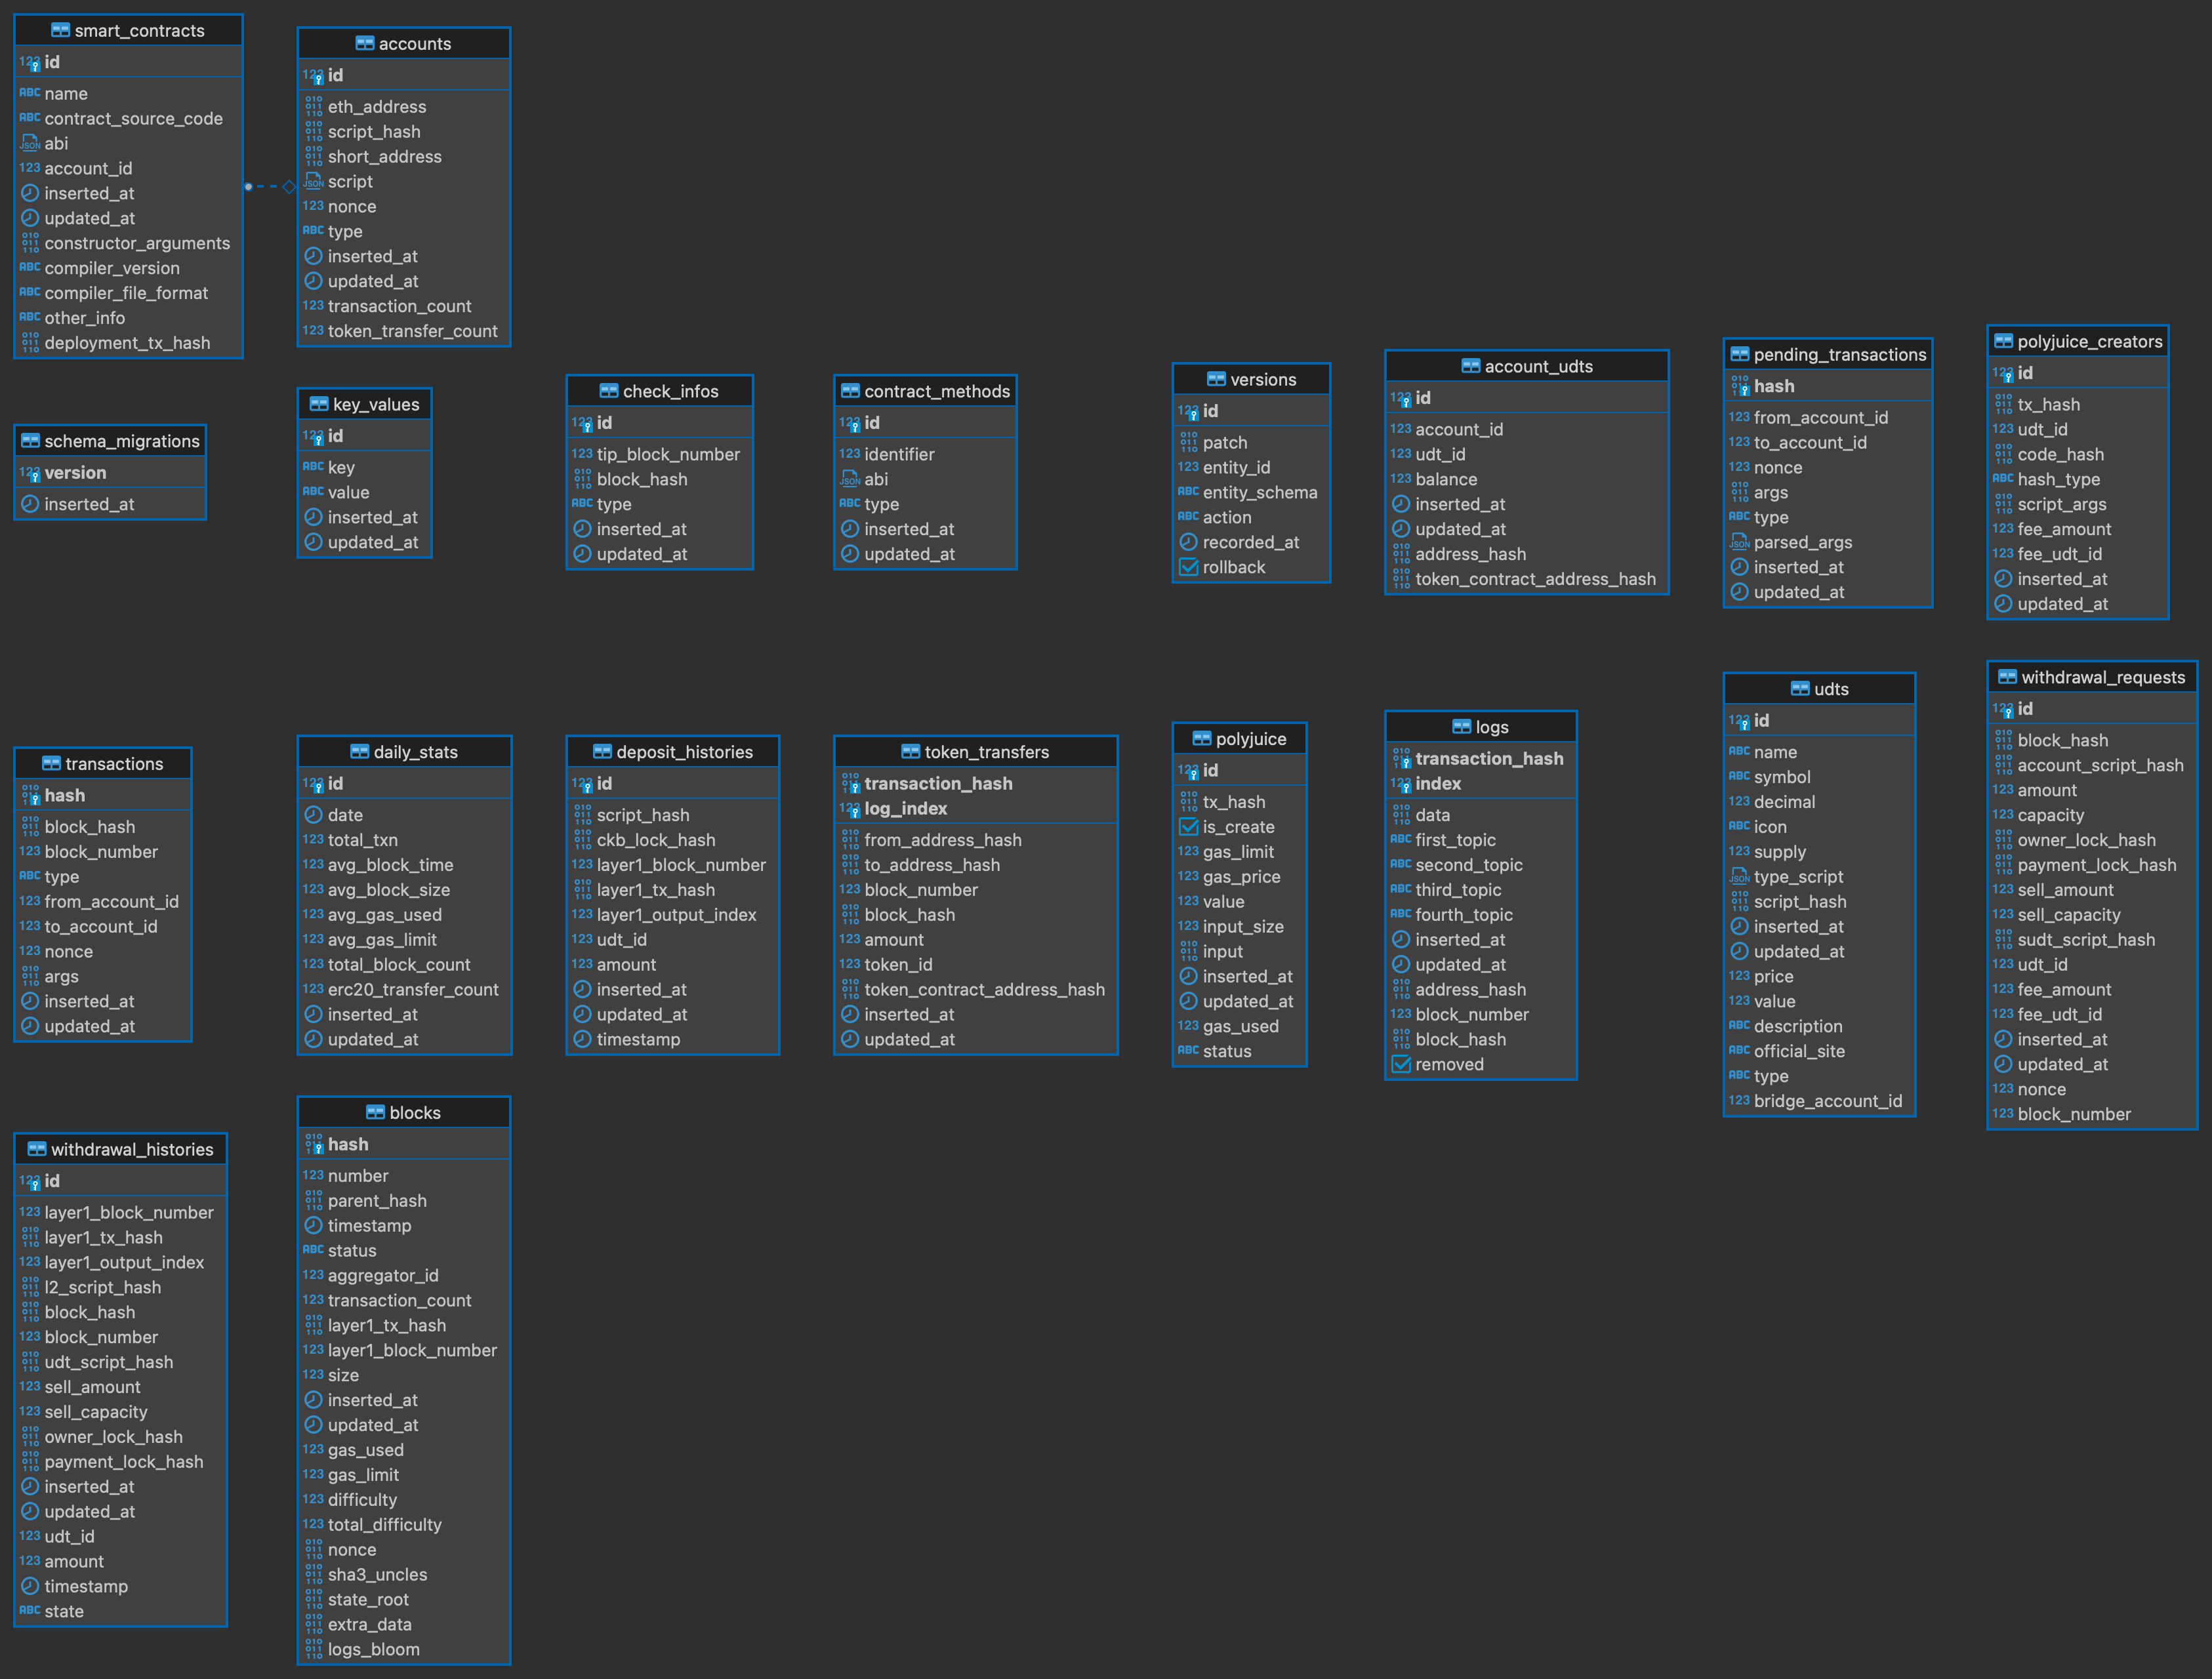 smart_contracts
id
name
contract_source_code
abi
account_id
inserted_at
updated_at
constructor_arguments
compiler_version
compiler_file_format
other_info
deployment_tx_hash
accounts
id
eth_address
script_hash
short_address
script
nonce
type
inserted_at
updated_at
transaction_count
token_transfer_count
schema_migrations
version
inserted_at
key_values
id
key
value
inserted_at
updated_at
check_infos
id
tip_block_number
block_hash
type
inserted_at
updated_at
contract_methods
id
identifier
abi
type
inserted_at
updated_at
versions
id
patch
entity_id
entity_schema
action
recorded_at
rollback
account_udts
id
account_id
udt_id
balance
inserted_at
updated_at
address_hash
token_contract_address_hash
pending_transactions
hash
from_account_id
to_account_id
nonce
args
type
parsed_args
inserted_at
updated_at
polyjuice_creators
id
tx_hash
udt_id
code_hash
hash_type
script_args
fee_amount
fee_udt_id
inserted_at
updated_at
transactions
hash
block_hash
block_number
type
from_account_id
to_account_id
nonce
args
inserted_at
updated_at
daily_stats
id
date
total_txn
avg_block_time
avg_block_size
avg_gas_used
avg_gas_limit
total_block_count
erc20_transfer_count
inserted_at
updated_at
deposit_histories
id
script_hash
ckb_lock_hash
layer1_block_number
layer1_tx_hash
layer1_output_index
udt_id
amount
inserted_at
updated_at
timestamp
token_transfers
transaction_hash
log_index
from_address_hash
to_address_hash
block_number
block_hash
amount
token_id
token_contract_address_hash
inserted_at
updated_at
polyjuice
id
tx_hash
is_create
gas_limit
gas_price
value
input_size
input
inserted_at
updated_at
gas_used
status
logs
transaction_hash
index
data
first_topic
second_topic
third_topic
fourth_topic
inserted_at
updated_at
address_hash
block_number
block_hash
removed
udts
id
name
symbol
decimal
icon
supply
type_script
script_hash
inserted_at
updated_at
price
value
description
official_site
type
bridge_account_id
withdrawal_requests
id
block_hash
account_script_hash
amount
capacity
owner_lock_hash
payment_lock_hash
sell_amount
sell_capacity
sudt_script_hash
udt_id
fee_amount
fee_udt_id
inserted_at
updated_at
nonce
block_number
withdrawal_histories
id
layer1_block_number
layer1_tx_hash
layer1_output_index
l2_script_hash
block_hash
block_number
udt_script_hash
sell_amount
sell_capacity
owner_lock_hash
payment_lock_hash
inserted_at
updated_at
udt_id
amount
timestamp
state
blocks
hash
number
parent_hash
timestamp
status
aggregator_id
transaction_count
layer1_tx_hash
layer1_block_number
size
inserted_at
updated_at
gas_used
gas_limit
difficulty
total_difficulty
nonce
sha3_uncles
state_root
extra_data
logs_bloom